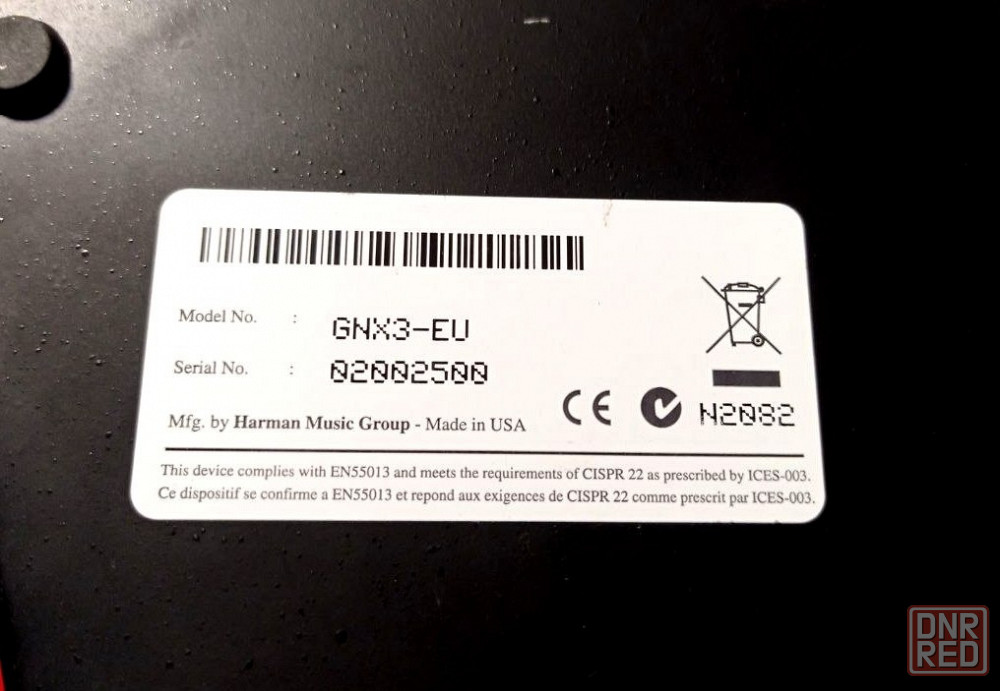 Model No. : GNX3-EU
Serial No. : 02002500
Mfg. by Harman Music Group - Made in USA
CE N2082
This device complies with EN55013 and meets the requirements of CISPR 22 as prescribed by ICES-003.
Ce dispositif se confirme a EN55013 et repond aux exigences de CISPR 22 comme prescrit par ICES-003.
DNR
RED